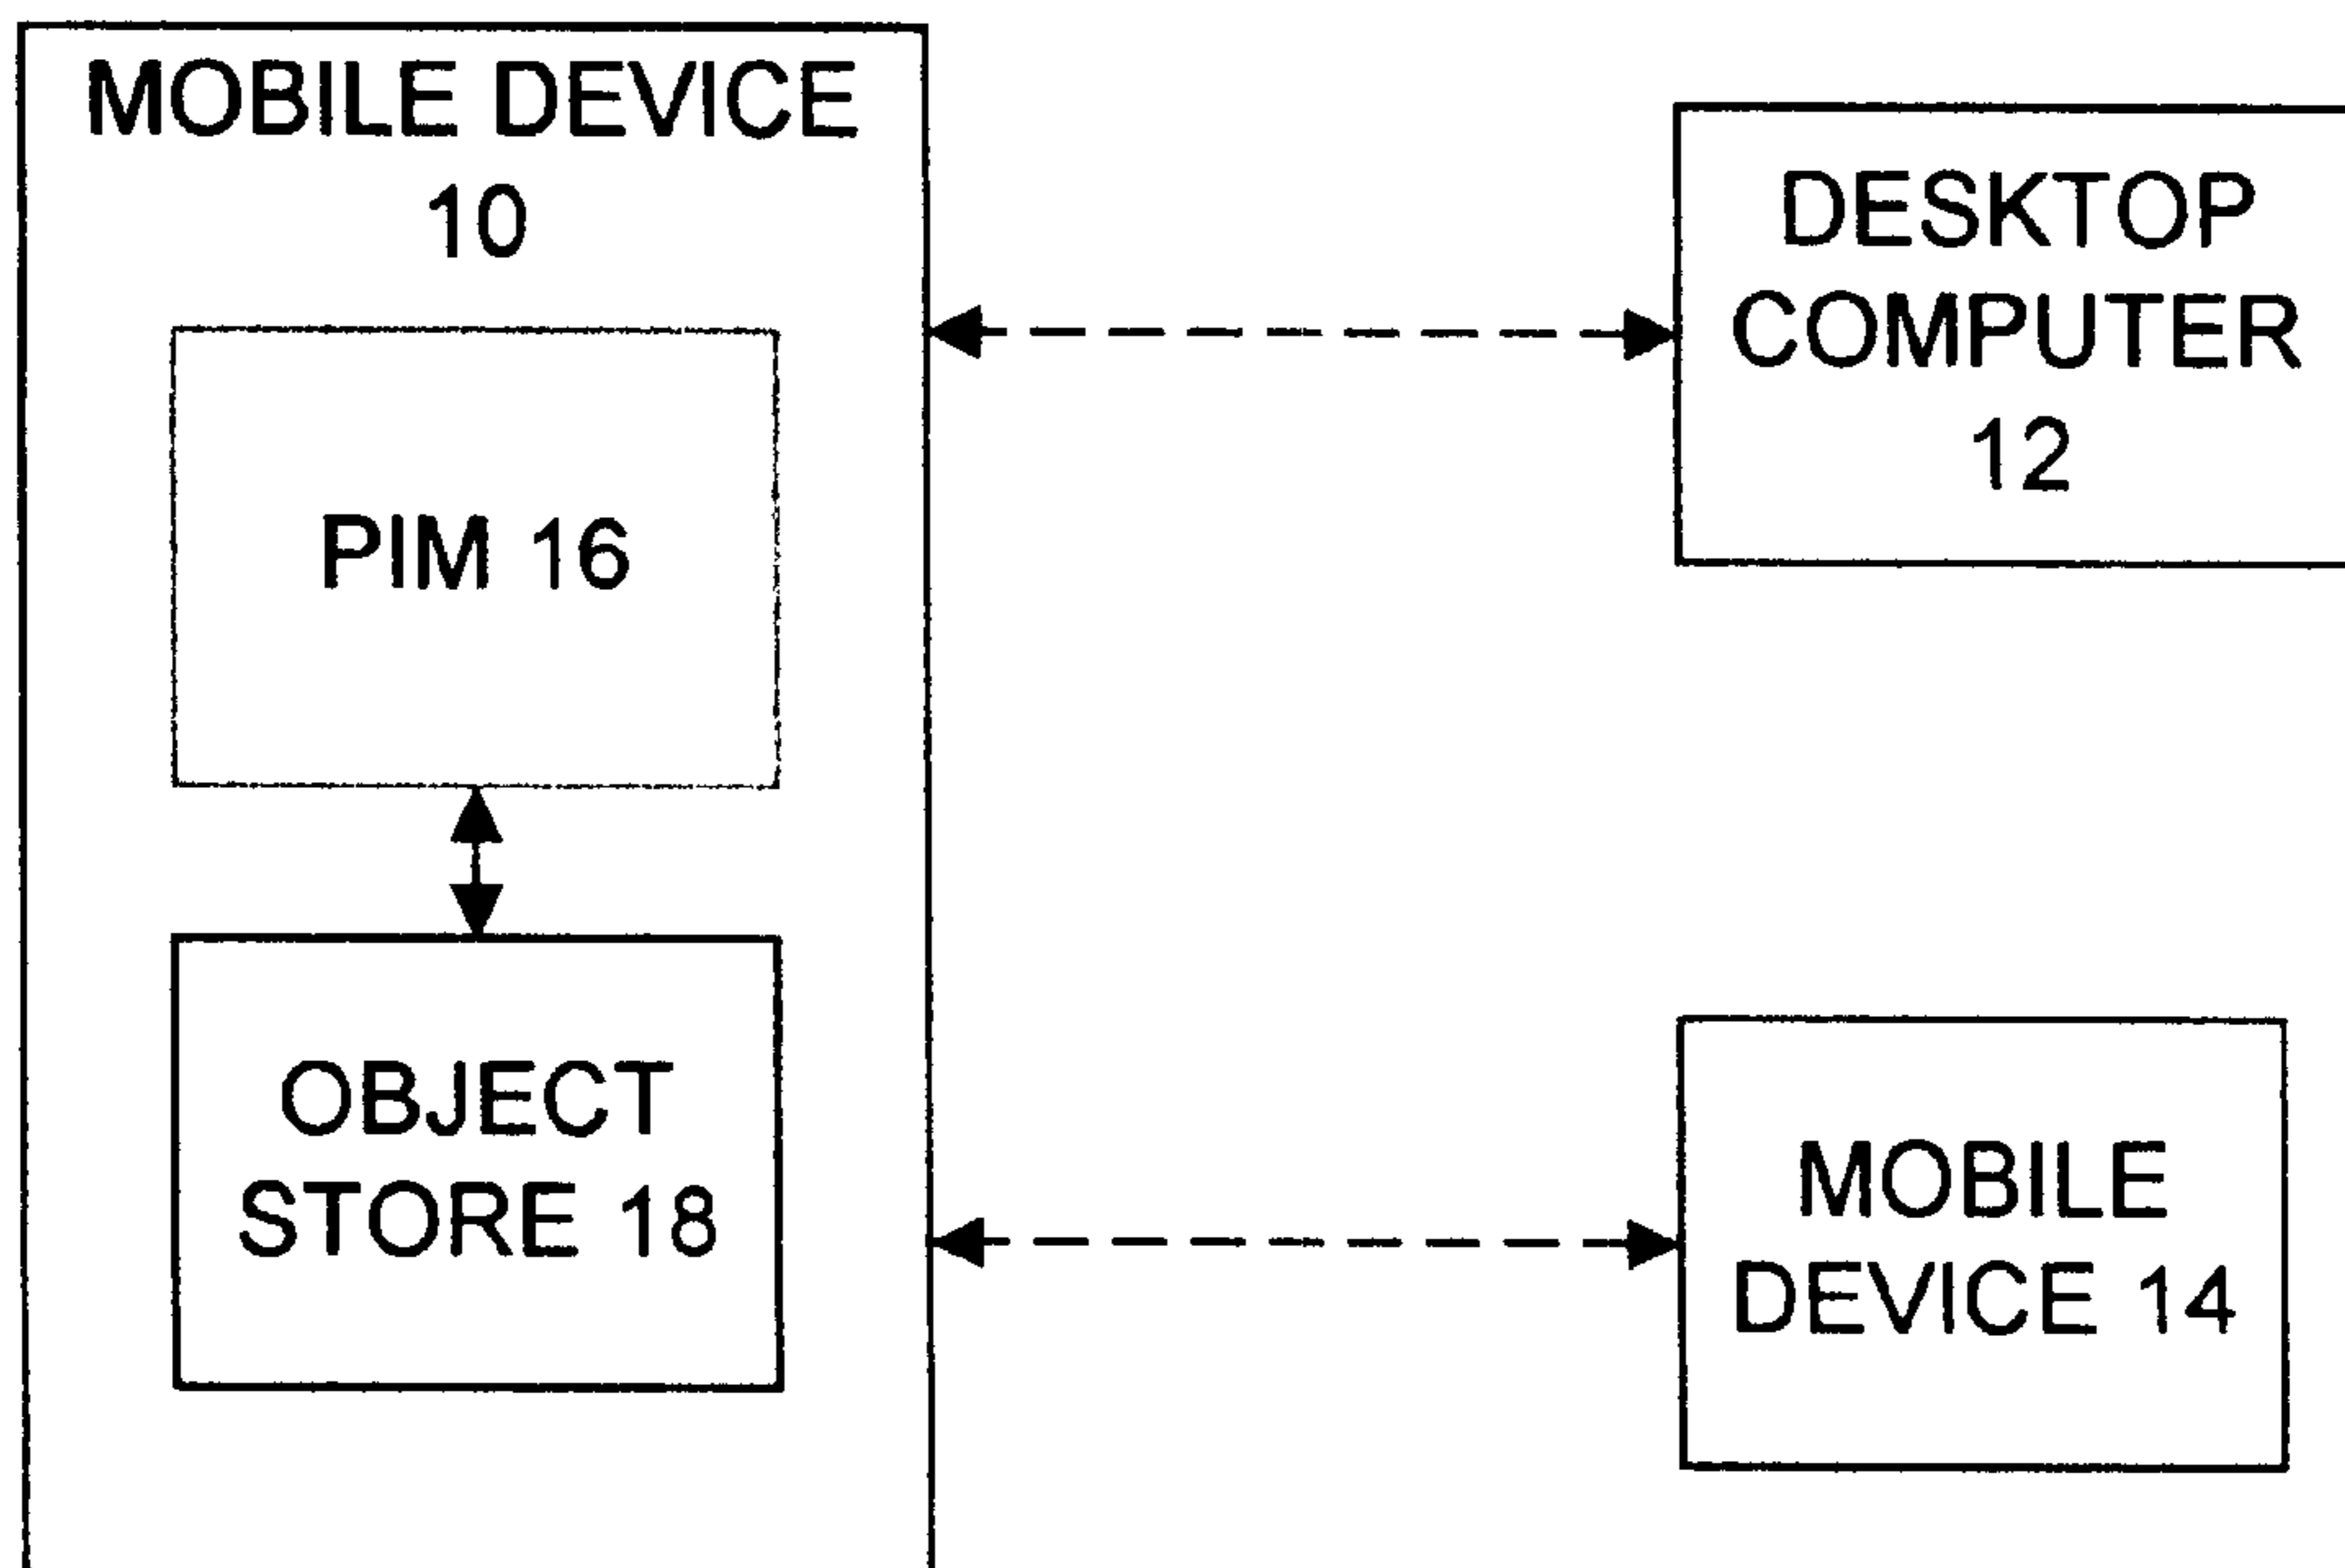 MOBILE DEVICE
10
PIM 16
OBJECT
STORE 18
DESKTOP
COMPUTER
12
MOBILE
DEVICE 14